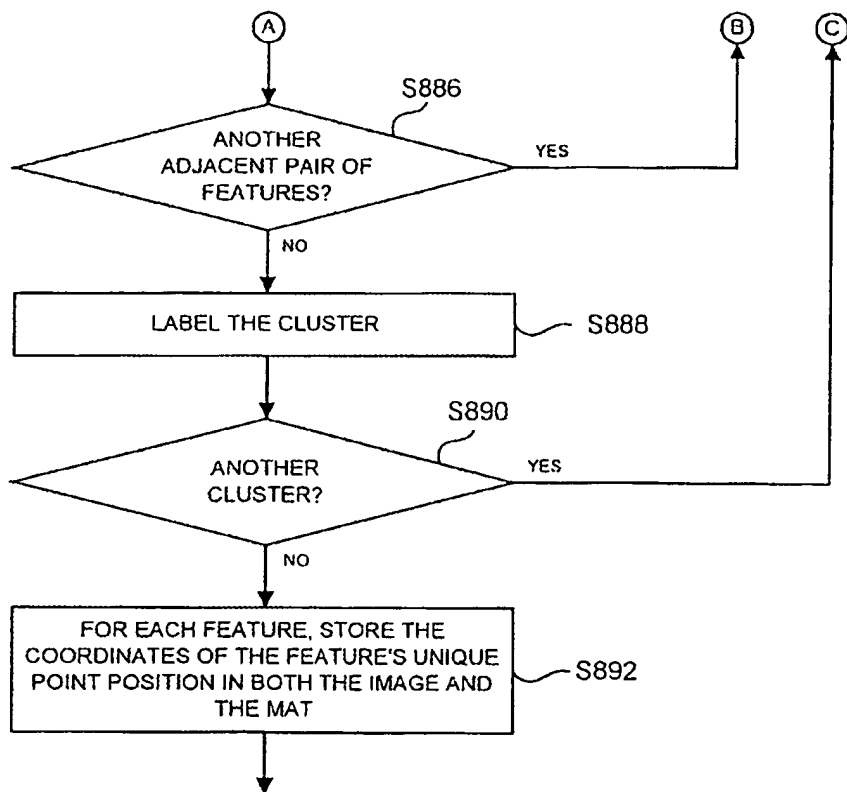 A
B
C
S886
ANOTHER
ADJACENT PAIR OF
FEATURES?
YES
NO
LABEL THE CLUSTER
S888
S890
ANOTHER
CLUSTER?
YES
NO
FOR EACH FEATURE, STORE THE
COORDINATES OF THE FEATURE'S UNIQUE
POINT POSITION IN BOTH THE IMAGE AND
THE MAT
S892